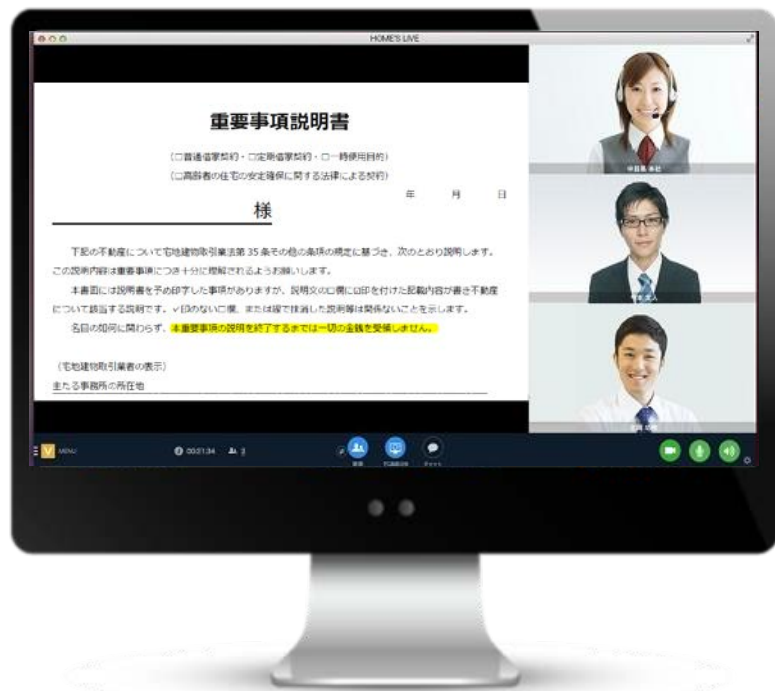 HOME'S LIVE
重要事項説明書
(□普通借家契約・□定期借家契約・□一時使用目的)
(□高齢者の住宅の安定確保に関する法律による契約)
年 月 日
様
下記の不動産について宅地建物取引業法第 35 条その他の条項の規定に基づき、次のとおり説明します。
この説明内容は重要事項につき十分に理解されるようお願いします。
本書面には説明書を予め印字した事項がありますが、説明文の□欄に☑印を付けた記載内容が書き不動産
について該当する説明です。✓印のない□欄、または線で抹消した説明等は関係ないことを示します。
名目の如何に関わらず、本重要事項の説明を終了するまでは一切の金銭を受領しません。
(宅地建物取引業者の表示)
主たる事務所の所在地
MENU
00:21:34
3
チャット